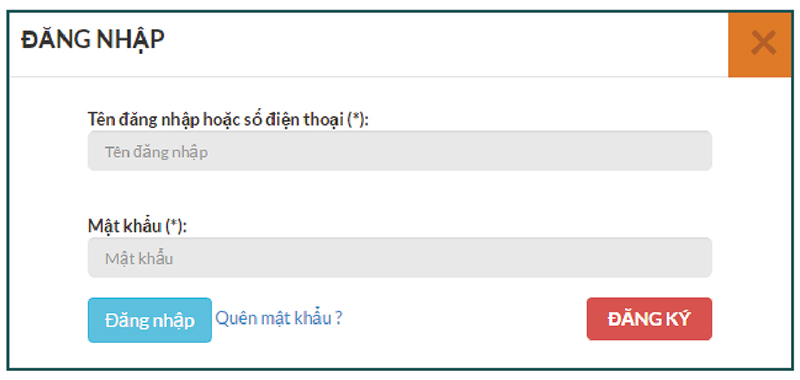 ĐĂNG NHẬP
Tên đăng nhập hoặc số điện thoại (*):
Tên đăng nhập
Mật khẩu (*):
Mật khẩu
Đăng nhập Quên mật khẩu ? ĐĂNG KÝ